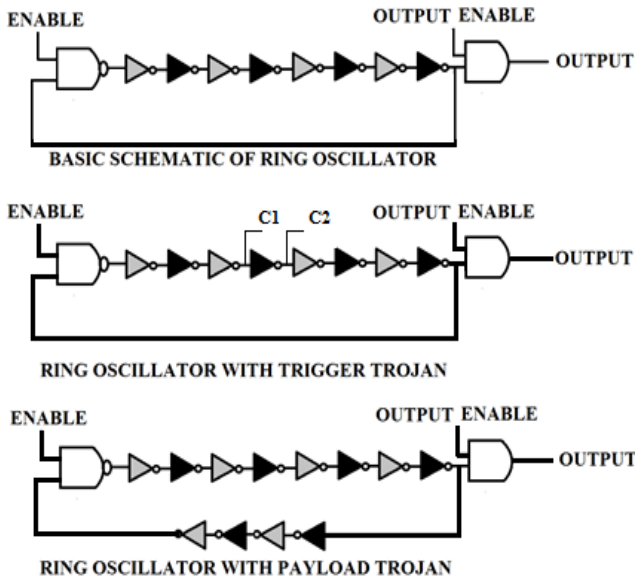 ENABLE
OUTPUT ENABLE
OUTPUT
BASIC SCHEMATIC OF RING OSCILLATOR
ENABLE
C1 C2
OUTPUT ENABLE
OUTPUT
RING OSCILLATOR WITH TRIGGER TROJAN
ENABLE
OUTPUT ENABLE
OUTPUT
RING OSCILLATOR WITH PAYLOAD TROJAN